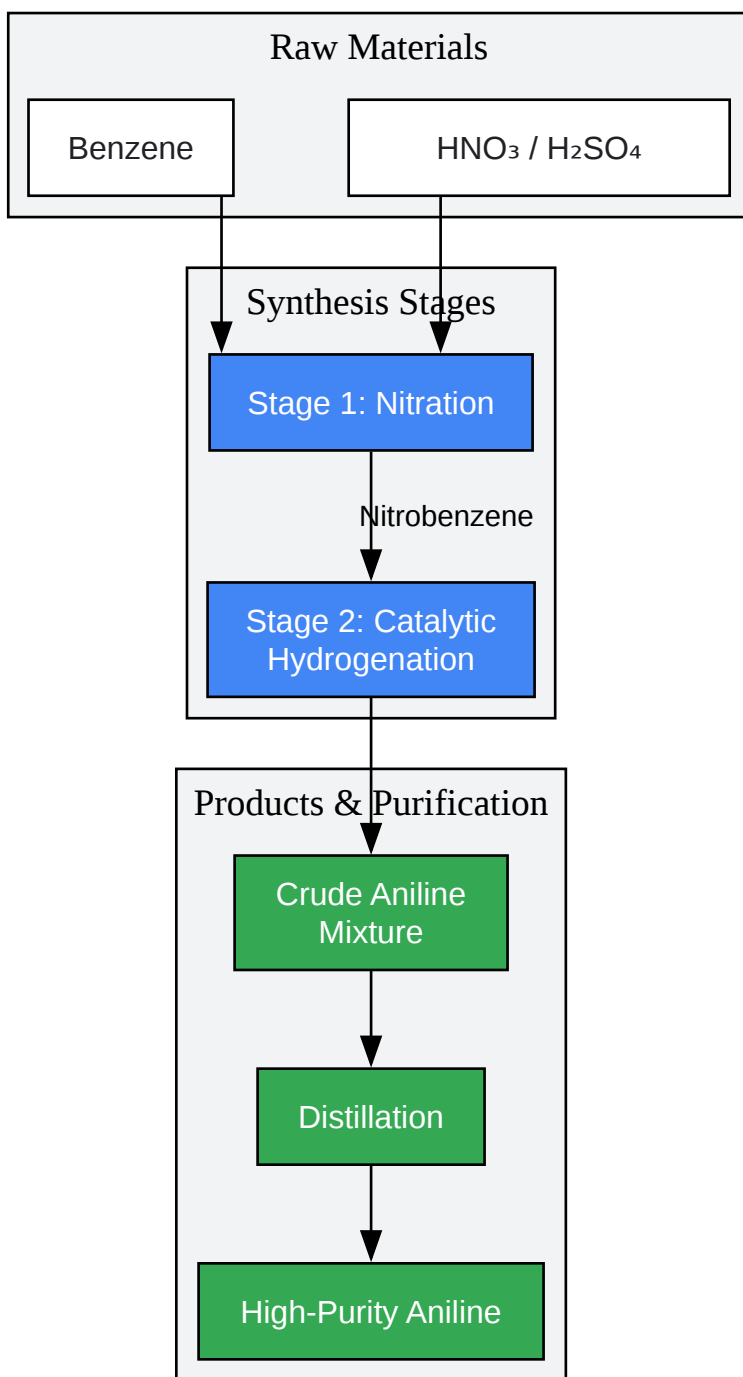 Raw Materials
Benzene
HNO₃ / H₂SO₄
Synthesis Stages
Stage 1: Nitration
Nitrobenzene
Stage 2: Catalytic
Hydrogenation
Products & Purification
Crude Aniline
Mixture
Distillation
High-Purity Aniline